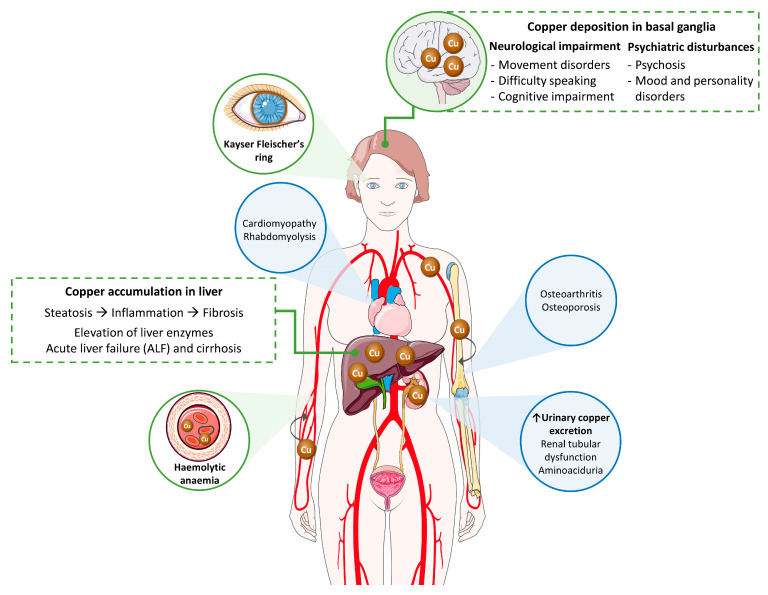 Copper deposition in basal ganglia
Neurological impairment
- Movement disorders
- Difficulty speaking
- Cognitive impairment
Psychiatric disturbances
- Psychosis
- Mood and personality
disorders
Cu
Cu
Cu
Kayser Fleischer's
ring
Cardiomyopathy
Rhabdomyolysis
Cu
Copper accumulation in liver
Steatosis → Inflammation → Fibrosis
Elevation of liver enzymes
Acute liver failure (ALF) and cirrhosis
Osteoarthritis
Osteoporosis
Cu
Cu
Cu
Cu
Cu
↑Urinary copper
excretion
Renal tubular
dysfunction
Aminoaciduria
Cu
Cu
Haemolytic
anaemia
Cu